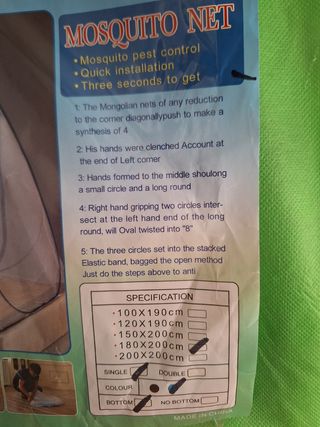 MOSQUITO NET
• Mosquito pest control
• Quick installation
• Three seconds to get
1: The Mongolian nets of any reduction
to the corner diagonallypush to make a
synthesis of 4
2: His hands were clenched Account at
the end of Left corner
3: Hands formed to the middle shoulong
a small circle and a long round
4: Right hand gripping two circles inter-
sect at the left hand end of the long
round, will Oval twisted into "8"
5: The three circles set into the stacked
Elastic band, bagged the open method
Just do the steps above to anti
SPECIFICATION
·100X190cm
·120X190cm
·150X200cm
·180X200cm
·200X200cm
SINGLE DOUBLE
COLOUR
BOTTOM NO BOTTOM
MADE IN CHINA